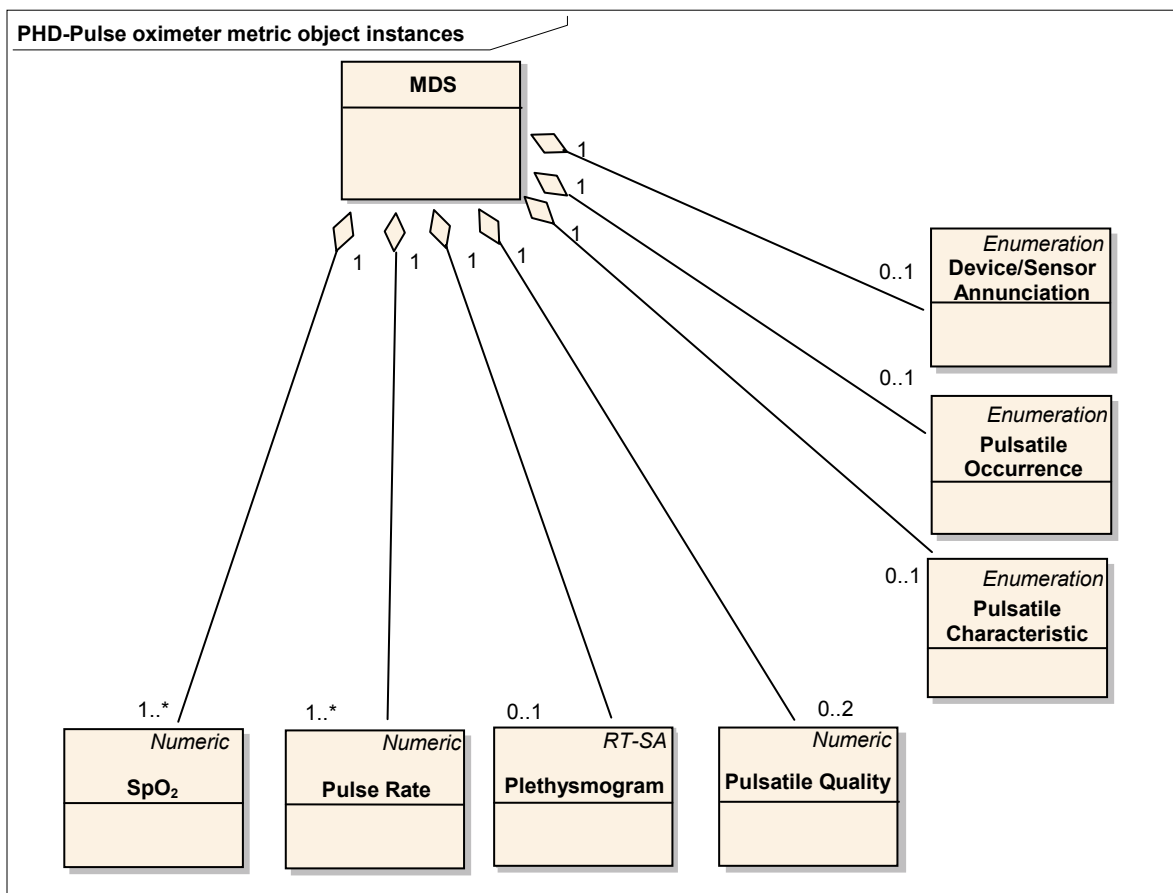 PHD-Pulse oximeter metric object instances
MDS
1
1
1
1
1
1
1
Enumeration
Device/Sensor
Annunciation
0..1
Enumeration
Pulsatile
Occurrence
0..1
Enumeration
Pulsatile
Characteristic
0..1
1..*
Numeric
SpO₂
1..*
Numeric
Pulse Rate
0..1
RT-SA
Plethysmogram
0..2
Numeric
Pulsatile Quality